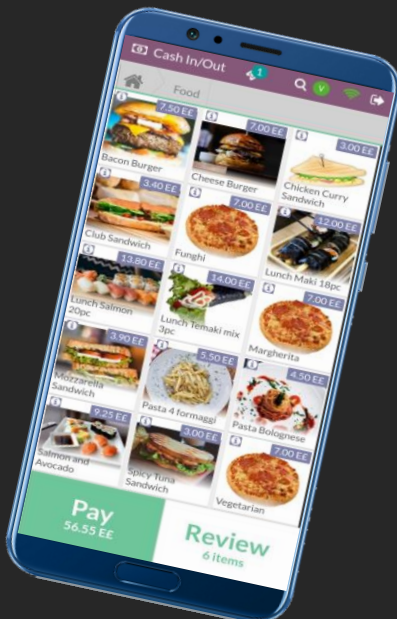 Cash In/Out
1
V
Food
7.50 E£
Bacon Burger
7.00 E£
Cheese Burger
3.00 E£
Chicken Curry
Sandwich
3.40 E£
Club Sandwich
7.00 E£
Funghi
12.00 E£
Lunch Maki 18pc
13.80 E£
Lunch Salmon
20pc
14.00 E£
Lunch Temaki mix
3pc
7.00 E£
Margherita
3.90 E£
Mozzarella
Sandwich
5.50 E£
Pasta 4 formaggi
4.50 E£
Pasta Bolognese
9.25 E£
Salmon and
Avocado
3.00 E£
Spicy Tuna
Sandwich
7.00 E£
Vegetarian
Pay
56.55 E£
Review
6 items